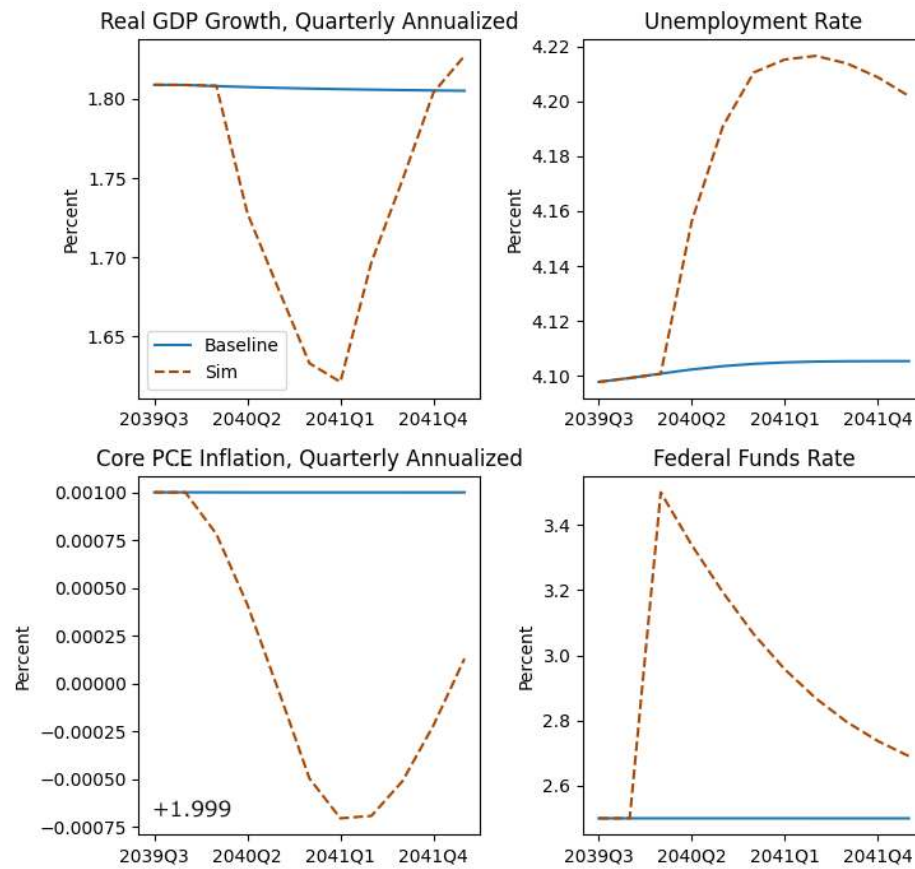 Real GDP Growth, Quarterly Annualized
Percent
1.80
1.75
1.70
1.65
Baseline
Sim
2039Q3
2040Q2
2041Q1
2041Q4
Unemployment Rate
Percent
4.22
4.20
4.18
4.16
4.14
4.12
4.10
2039Q3
2040Q2
2041Q1
2041Q4
Core PCE Inflation, Quarterly Annualized
Percent
0.00100
0.00075
0.00050
0.00025
0.00000
−0.00025
−0.00050
−0.00075
+1.999
2039Q3
2040Q2
2041Q1
2041Q4
Federal Funds Rate
Percent
3.4
3.2
3.0
2.8
2.6
2039Q3
2040Q2
2041Q1
2041Q4